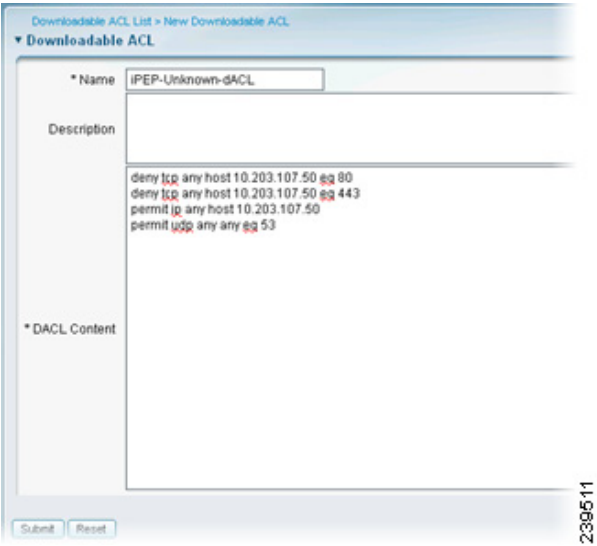 Downloadable ACL List > New Downloadable ACL
▼ Downloadable ACL
* Name
iPEP-Unknown-dACL
Description
* DACL Content
deny tcp any host 10.203.107.50 eq 80
deny tcp any host 10.203.107.50 eq 443
permit ip any host 10.203.107.50
permit udp any any eq 53
Submit
Reset
239511